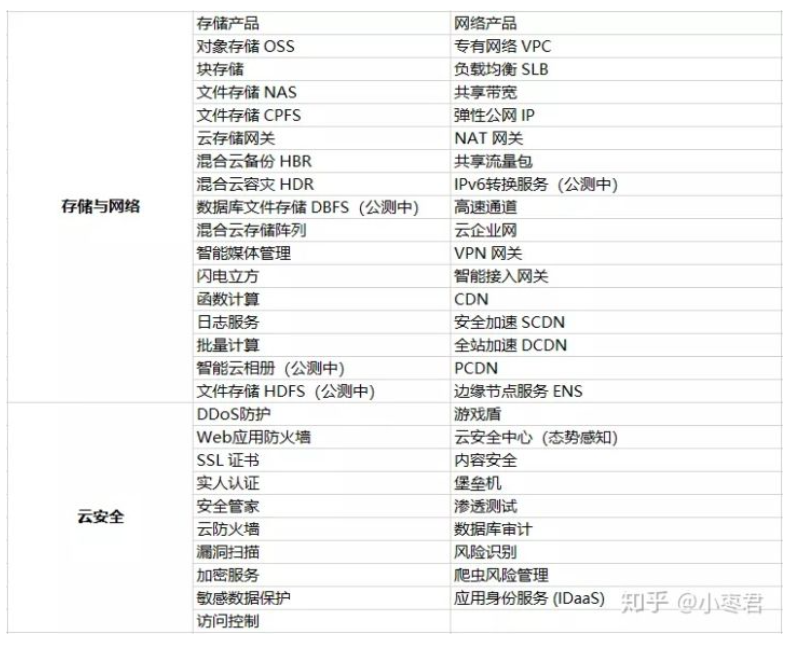 存储产品 网络产品
对象存储 OSS 专有网络 VPC
块存储 负载均衡 SLB
文件存储 NAS 共享带宽
文件存储 CPFS 弹性公网 IP
云存储网关 NAT 网关
混合云备份 HBR 共享流量包
混合云容灾 HDR IPv6转换服务（公测中）
存储与网络 数据库文件存储 DBFS（公测中） 高速通道
混合云存储阵列 云企业网
智能媒体管理 VPN 网关
闪电立方 智能接入网关
函数计算 CDN
日志服务 安全加速 SCDN
批量计算 全站加速 DCDN
智能云相册（公测中） PCDN
文件存储 HDFS（公测中） 边缘节点服务 ENS
DDoS防护 游戏盾
Web应用防火墙 云安全中心（态势感知）
SSL 证书 内容安全
实人认证 堡垒机
云安全 安全管家 渗透测试
云防火墙 数据库审计
漏洞扫描 风险识别
加密服务 爬虫风险管理
敏感数据保护 应用身份服务 (IDaaS)
访问控制
知乎 @小枣君